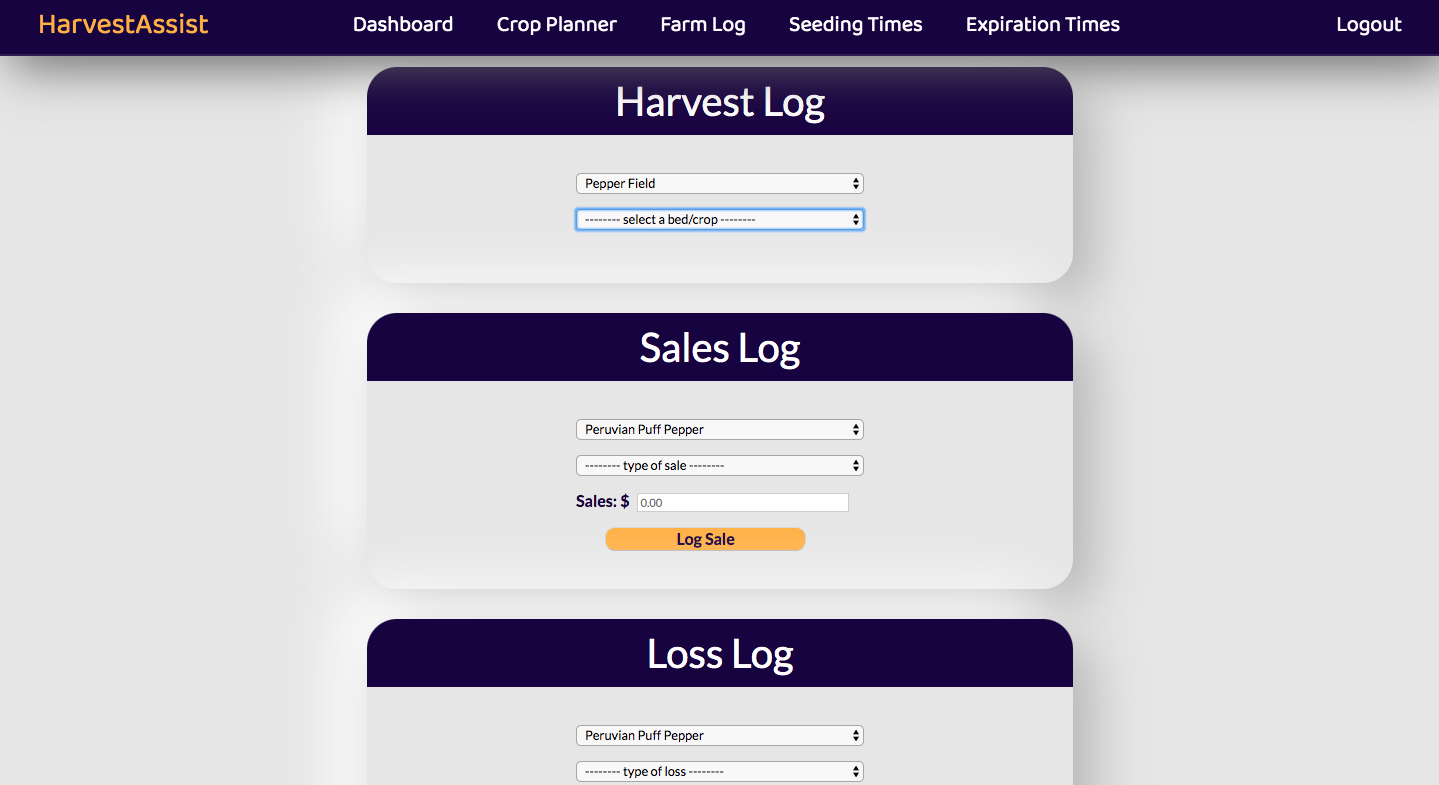 HarvestAssist Dashboard Crop Planner Farm Log Seeding Times Expiration Times Logout
Harvest Log
Pepper Field
-------- select a bed/crop --------
Sales Log
Peruvian Puff Pepper
-------- type of sale --------
Sales: $ 0.00
Log Sale
Loss Log
Peruvian Puff Pepper
-------- type of loss --------